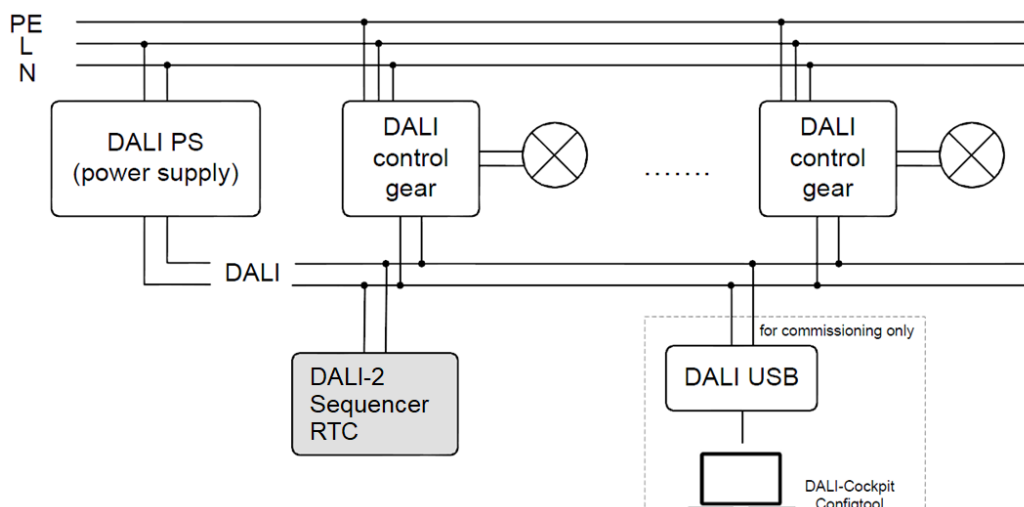 PE
L
N
DALI PS
(power supply)
DALI
control
gear
.......
DALI
control
gear
DALI
for commissioning only
DALI-2
Sequencer
RTC
DALI USB
DALI-Cockpit
Configtool